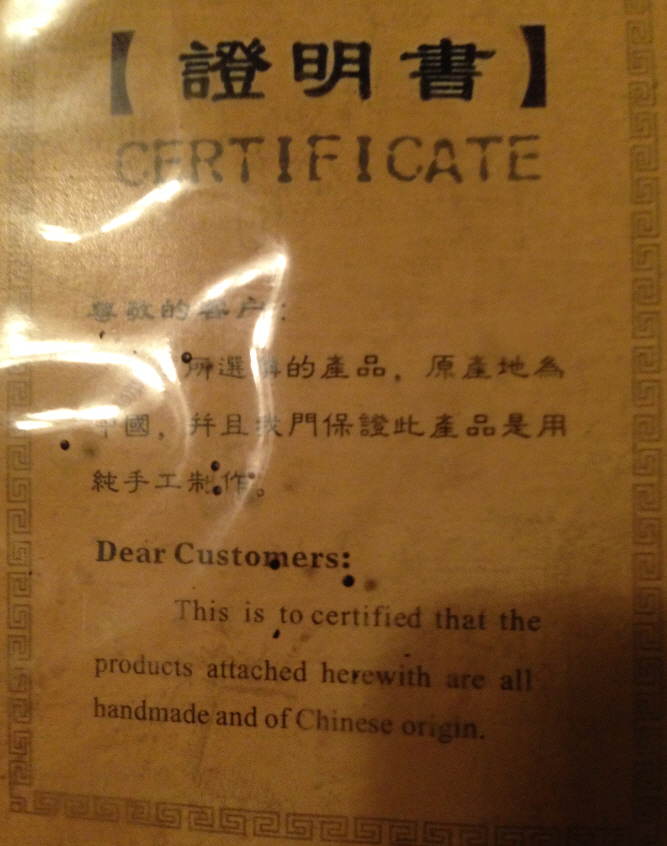 【證明書】
CERTIFICATE
尊敬的客户：
所選購的產品，原產地為
中國，并且我門保證此產品是用
純手工制作。
Dear Customers:
This is to certified that the
products attached herewith are all
handmade and of Chinese origin.